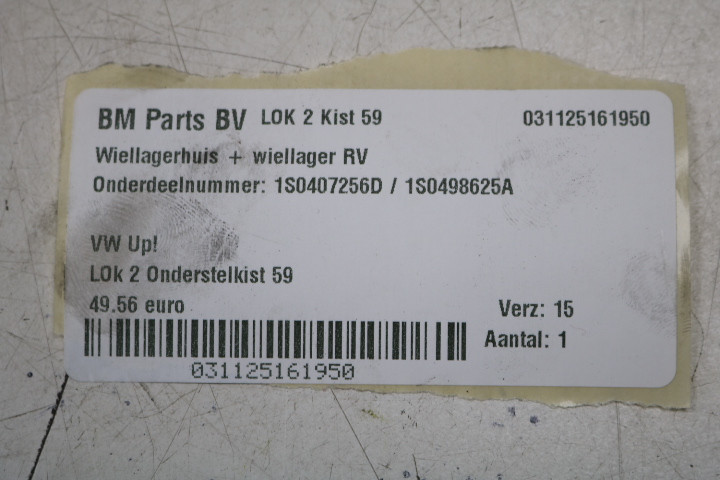 BM Parts BV LOK 2 Kist 59 031125161950
Wiellagerhuis + wiellager RV
Onderdeelnummer: 1S0407256D / 1S0498625A
VW Up!
LOk 2 Onderstelkist 59
49.56 euro Verz: 15
Aantal: 1
031125161950